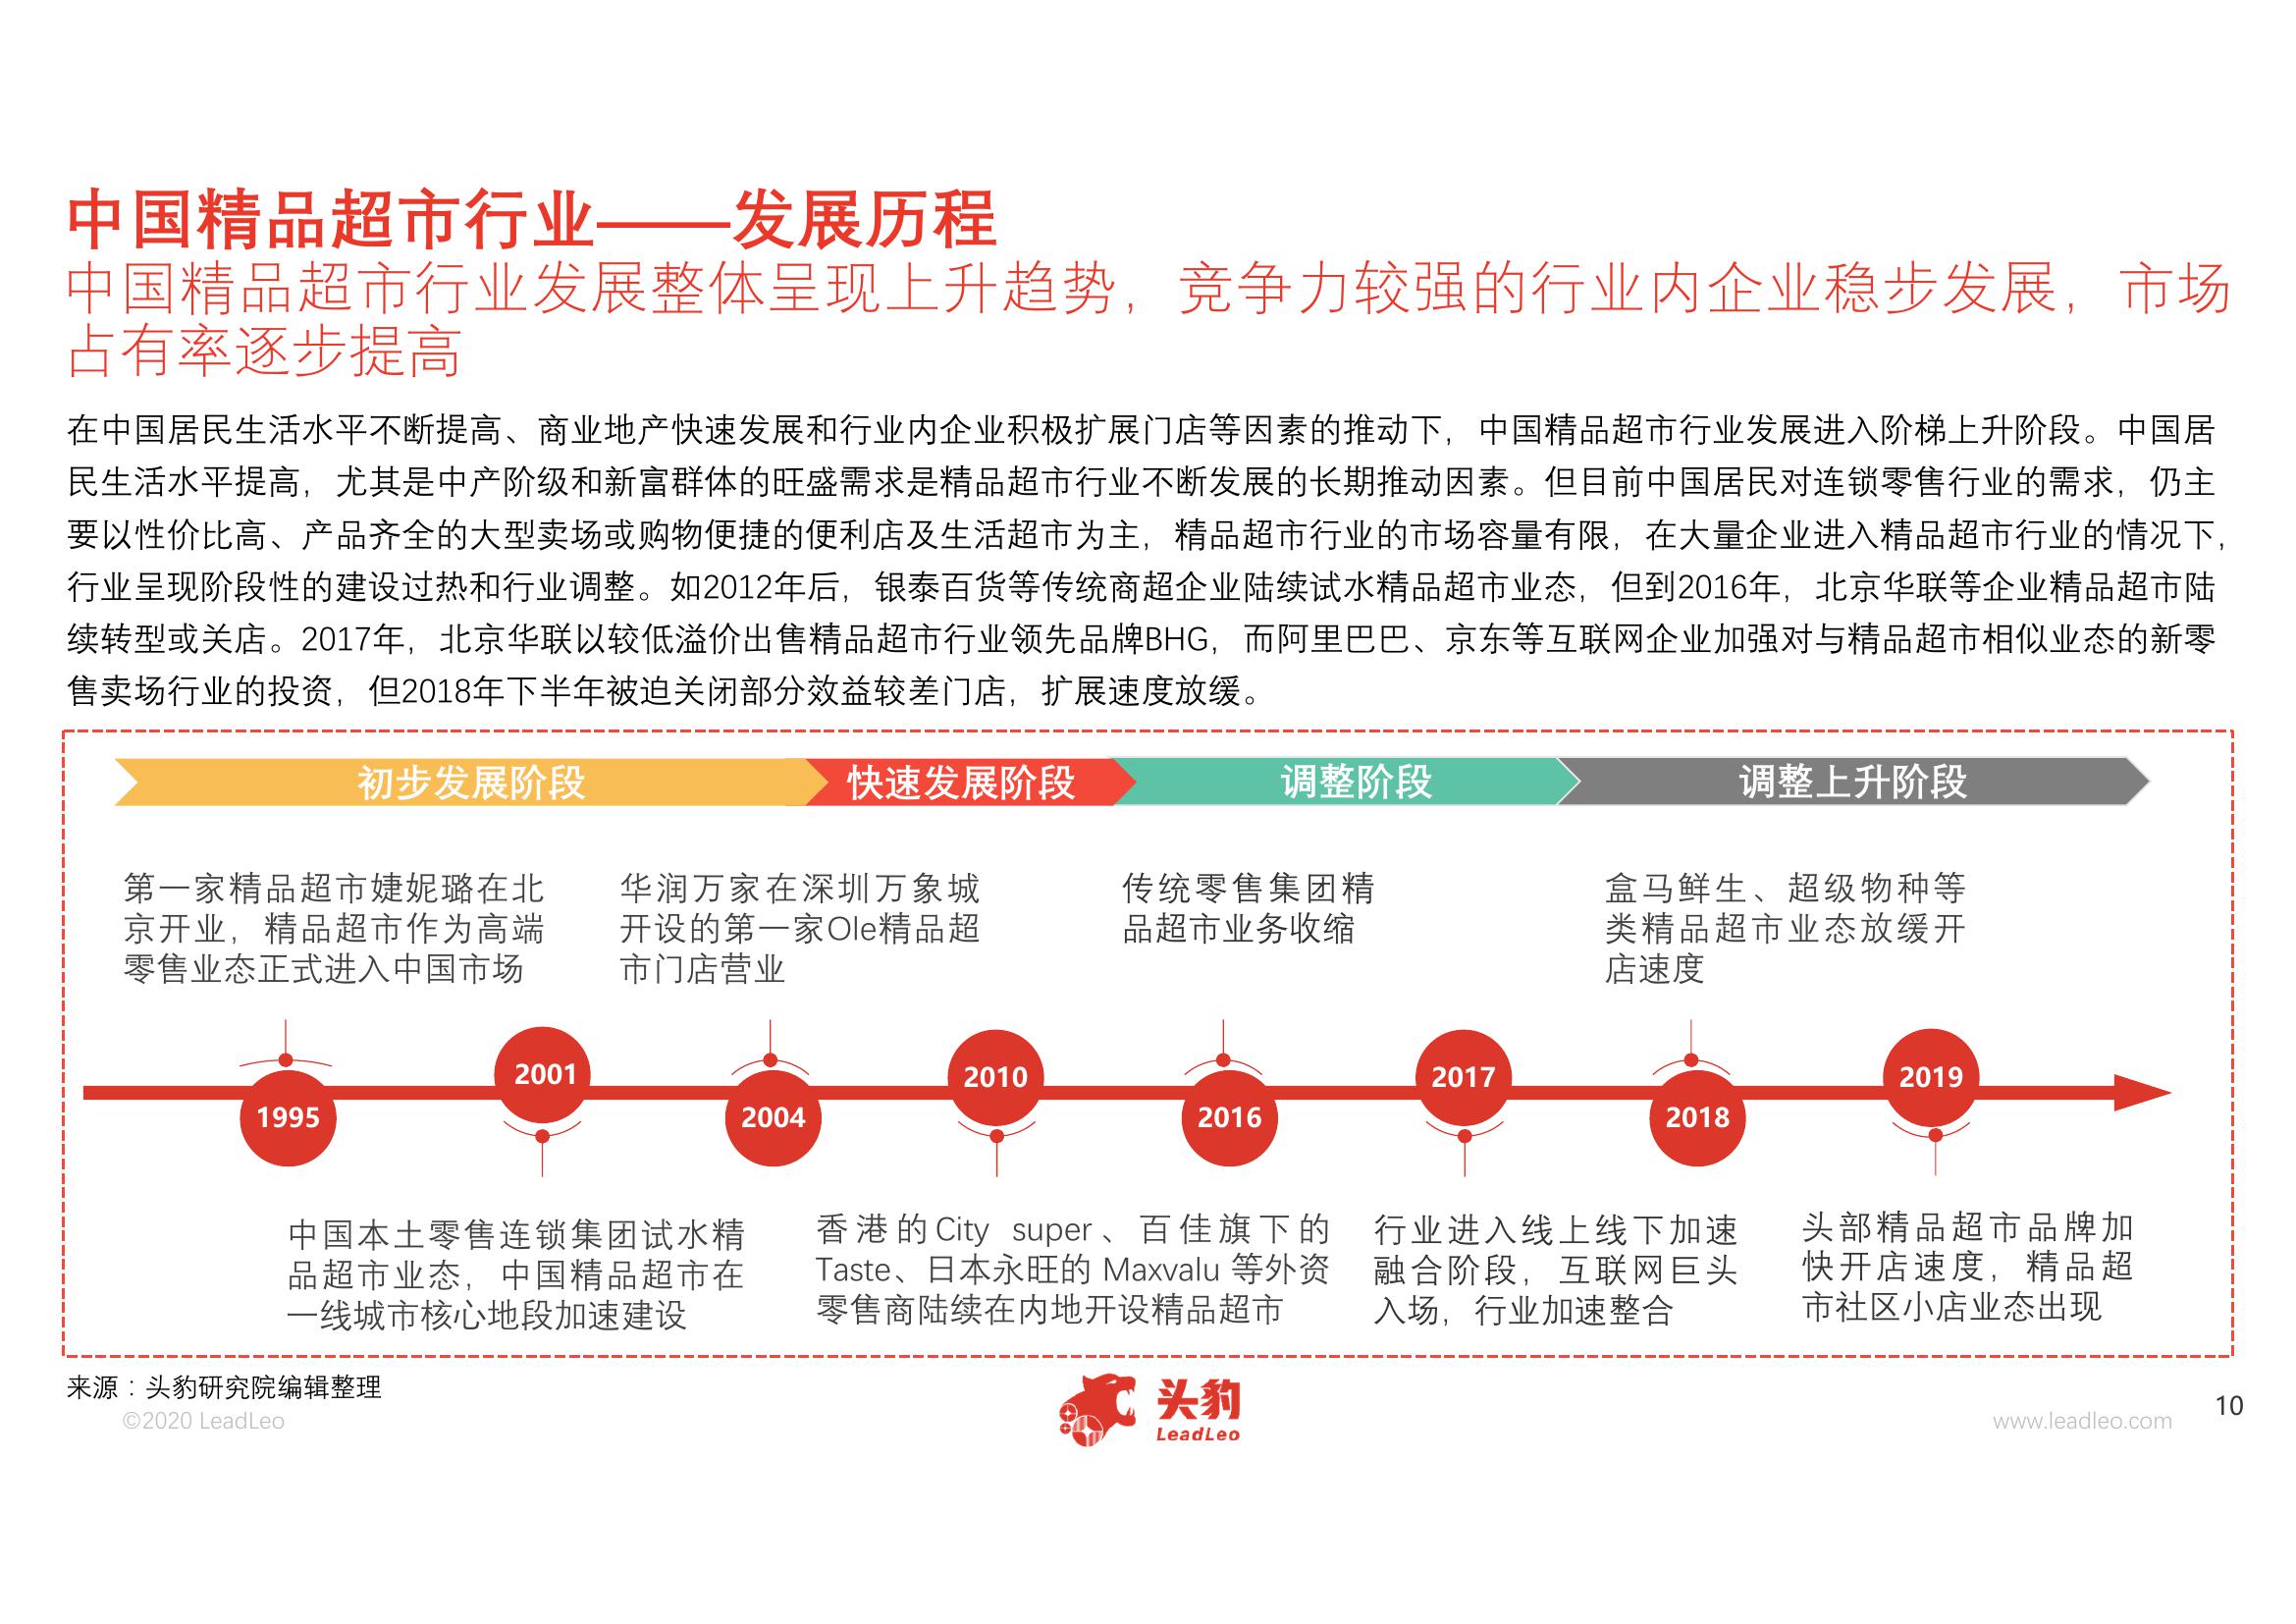 中国精品超市行业——发展历程
中国精品超市行业发展整体呈现上升趋势，竞争力较强的行业内企业稳步发展，市场
占有率逐步提高
在中国居民生活水平不断提高、商业地产快速发展和行业内企业积极扩展门店等因素的推动下，中国精品超市行业发展进入阶梯上升阶段。中国居
民生活水平提高，尤其是中产阶级和新富群体的旺盛需求是精品超市行业不断发展的长期推动因素。但目前中国居民对连锁零售行业的需求，仍主
要以性价比高、产品齐全的大型卖场或购物便捷的便利店及生活超市为主，精品超市行业的市场容量有限，在大量企业进入精品超市行业的情况下，
行业呈现阶段性的建设过热和行业调整。如2012年后，银泰百货等传统商超企业陆续试水精品超市业态，但到2016年，北京华联等企业精品超市陆
续转型或关店。2017年，北京华联以较低溢价出售精品超市行业领先品牌BHG，而阿里巴巴、京东等互联网企业加强对与精品超市相似业态的新零
售卖场行业的投资，但2018年下半年被迫关闭部分效益较差门店，扩展速度放缓。
初步发展阶段
快速发展阶段
调整阶段
调整上升阶段
第一家精品超市婕妮璐在北
京开业，精品超市作为高端
零售业态正式进入中国市场
华润万家在深圳万象城
开设的第一家Ole精品超
市门店营业
传统零售集团精
品超市业务收缩
盒马鲜生、超级物种等
类精品超市业态放缓开
店速度
1995
2001
2004
2010
2016
2017
2018
2019
中国本土零售连锁集团试水精
品超市业态，中国精品超市在
一线城市核心地段加速建设
香港的City super、百佳旗下的
Taste、日本永旺的 Maxvalu 等外资
零售商陆续在内地开设精品超市
行业进入线上线下加速
融合阶段，互联网巨头
入场，行业加速整合
头部精品超市品牌加
快开店速度，精品超
市社区小店业态出现
来源：头豹研究院编辑整理
©2020 LeadLeo
头豹
LeadLeo
www.leadleo.com
10